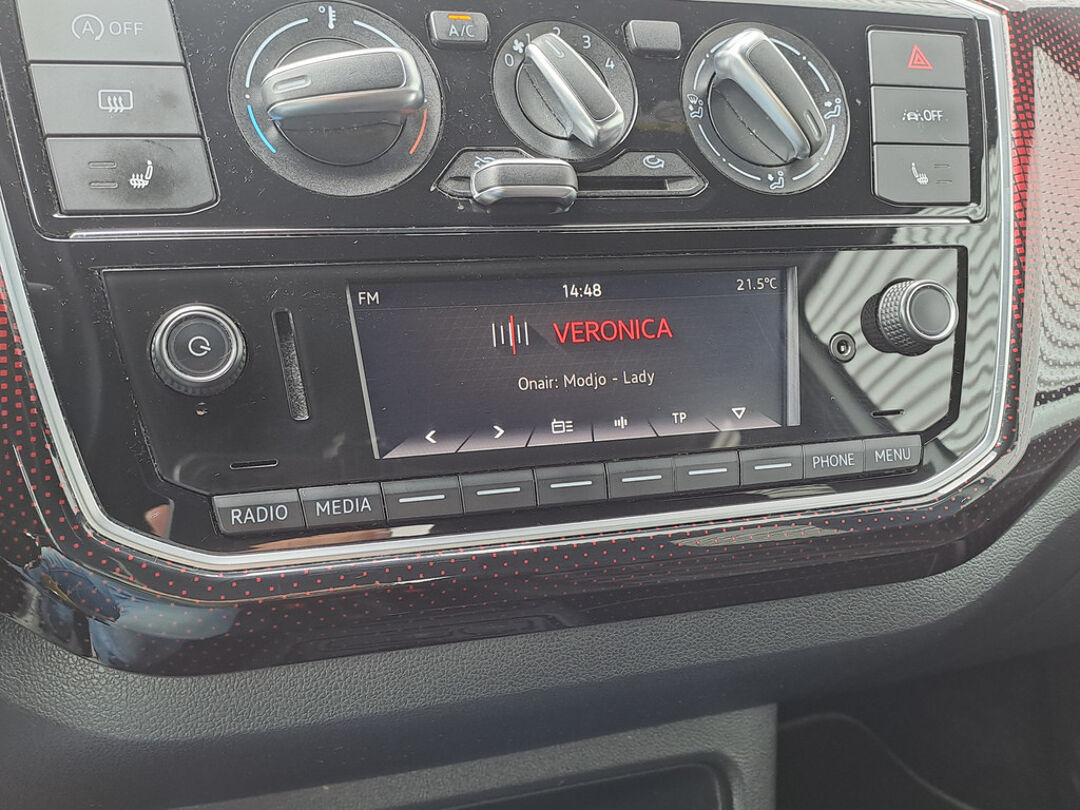 A OFF
°
A/C
0 1 2 3 4
OFF
FM 14:48 21.5°C
VERONICA
Onair: Modjo - Lady
TP
RADIO MEDIA PHONE MENU